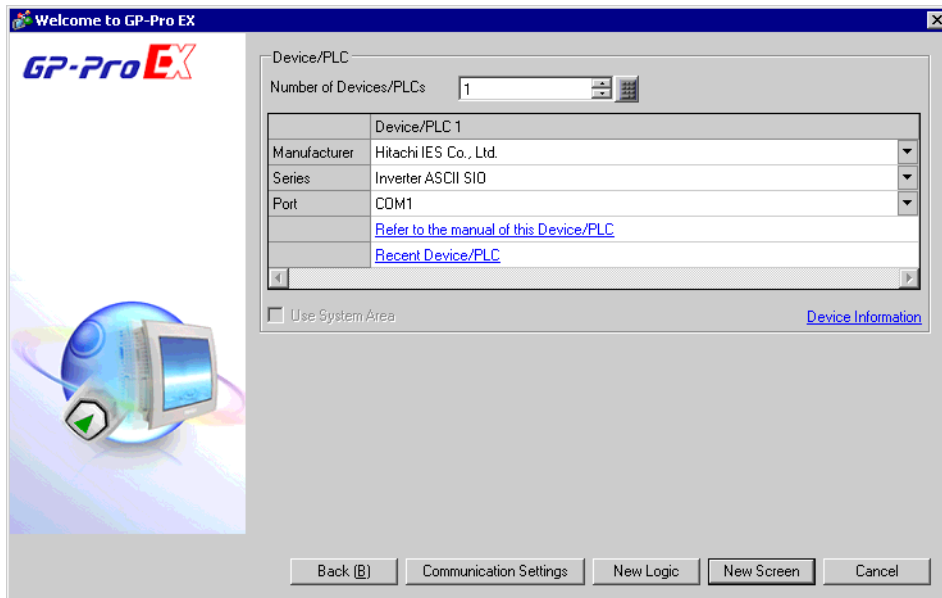 Welcome to GP-Pro EX
GP-Pro EX
Device/PLC
Number of Devices/PLCs 1
Device/PLC 1
Manufacturer Hitachi IES Co., Ltd.
Series Inverter ASCII SIO
Port COM1
Refer to the manual of this Device/PLC
Recent Device/PLC
Use System Area Device Information
Back (B) Communication Settings New Logic New Screen Cancel